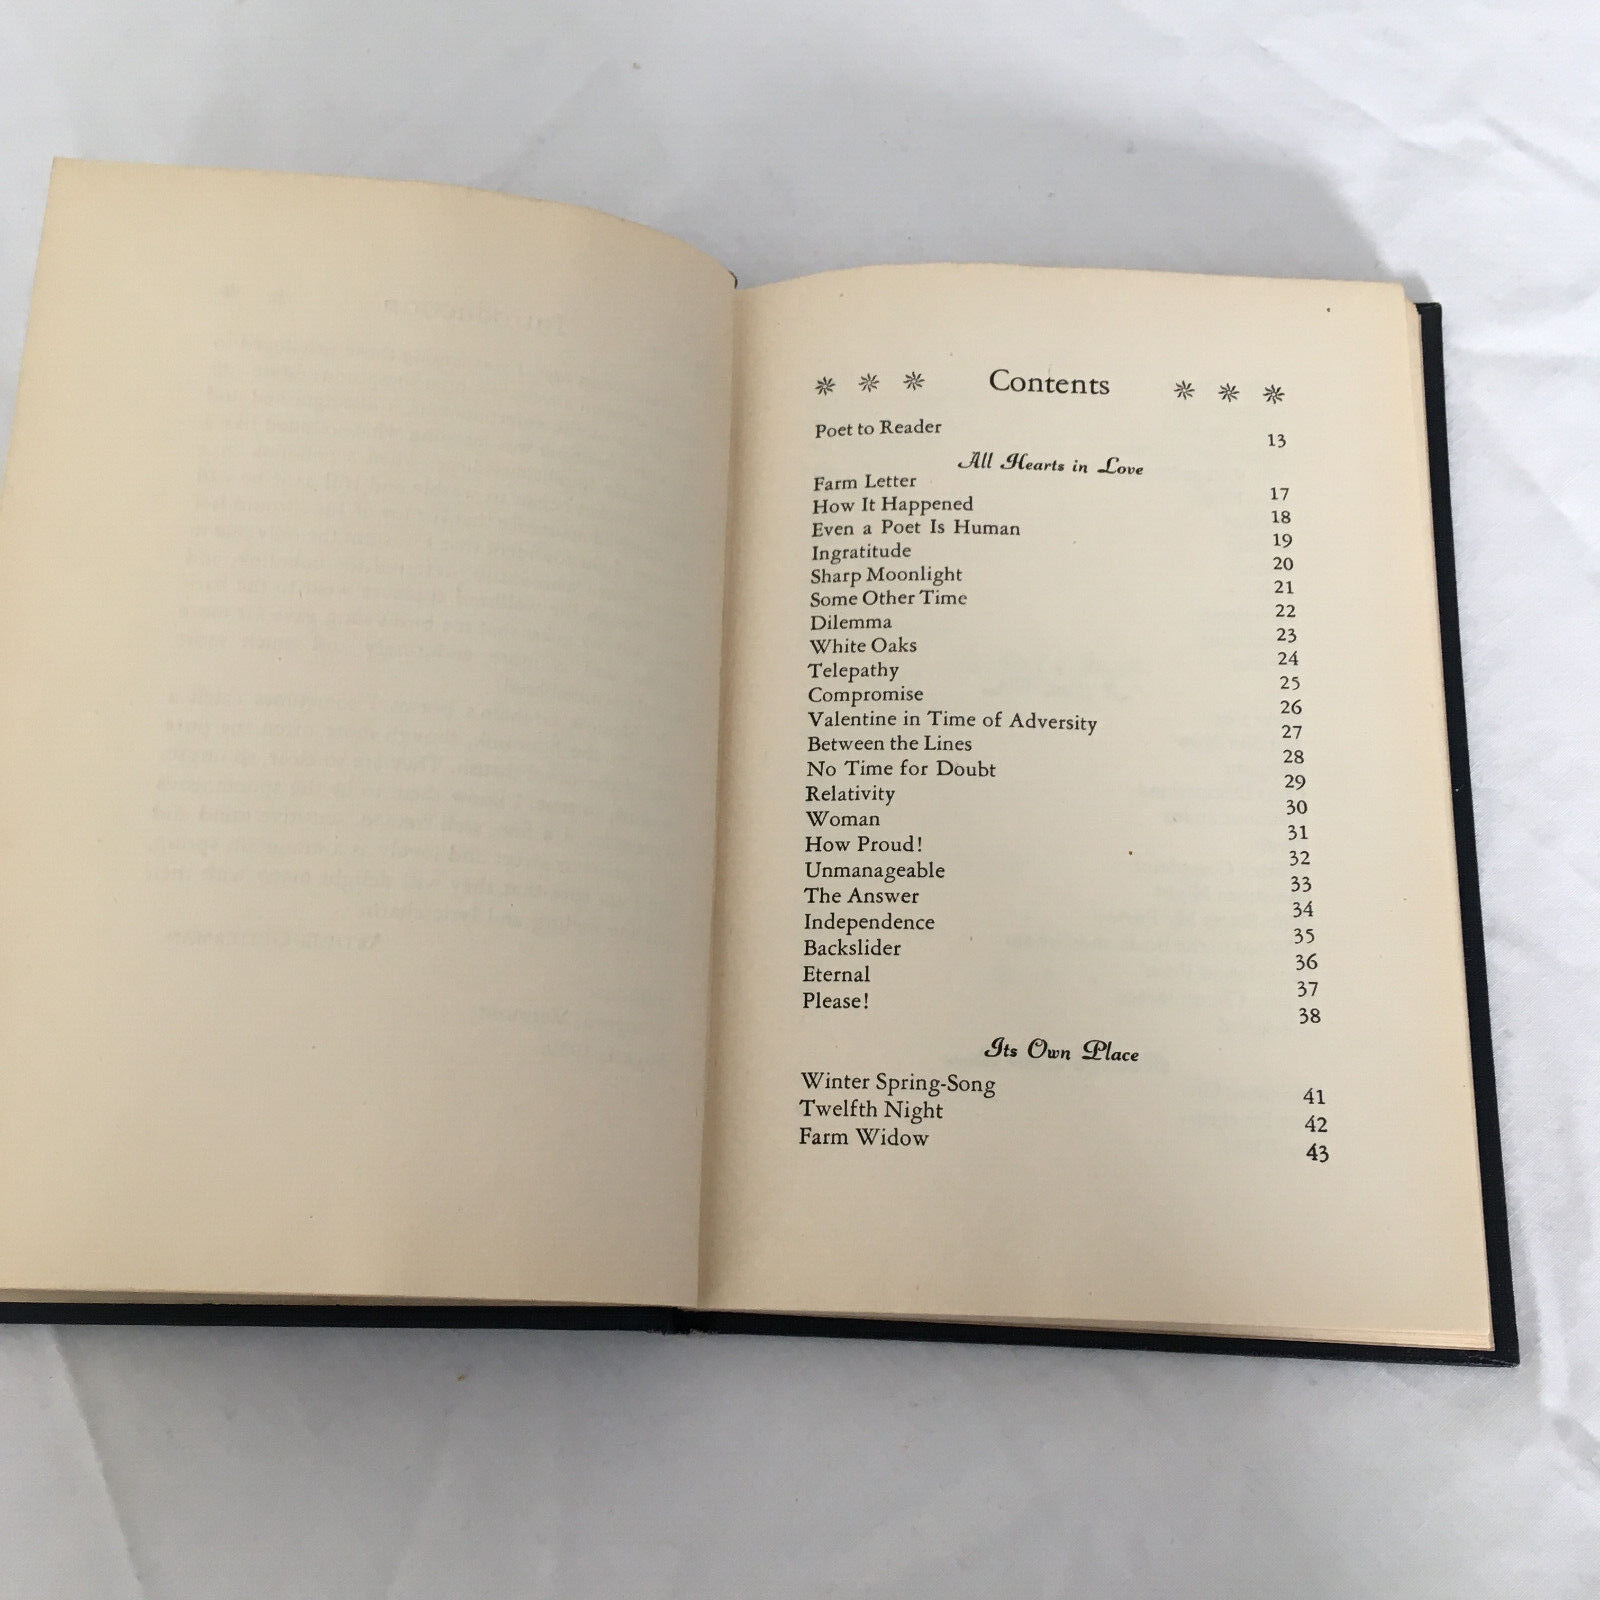 Contents
Poet to Reader 13
All Hearts in Love
Farm Letter 17
How It Happened 18
Even a Poet Is Human 19
Ingratitude 20
Sharp Moonlight 21
Some Other Time 22
Dilemma 23
White Oaks 24
Telepathy 25
Compromise 26
Valentine in Time of Adversity 27
Between the Lines 28
No Time for Doubt 29
Relativity 30
Woman 31
How Proud! 32
Unmanageable 33
The Answer 34
Independence 35
Backslider 36
Eternal 37
Please! 38
Its Own Place
Winter Spring-Song 41
Twelfth Night 42
Farm Widow 43